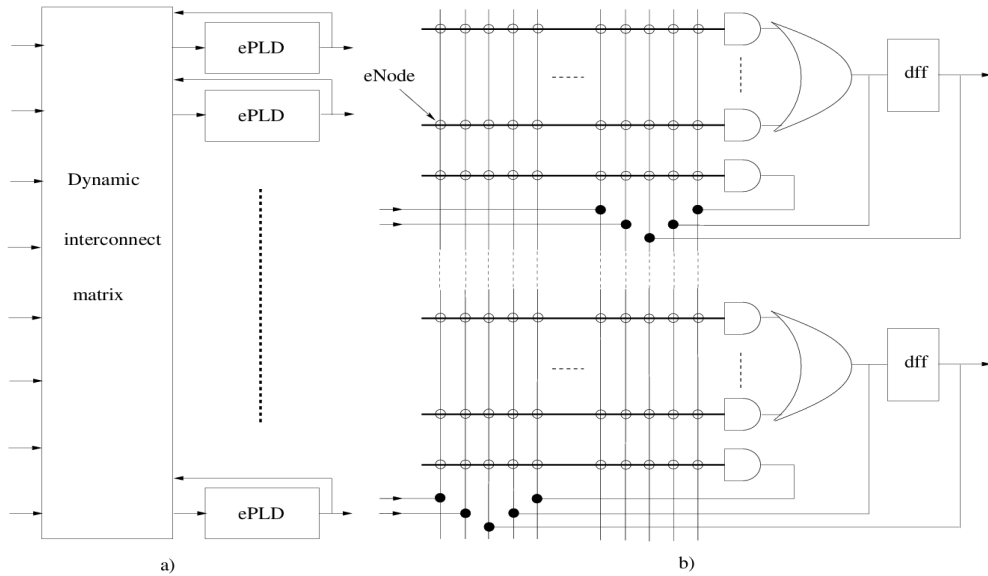 ePLD
ePLD
Dynamic
interconnect
matrix
ePLD
a)
eNode
dff
dff
b)